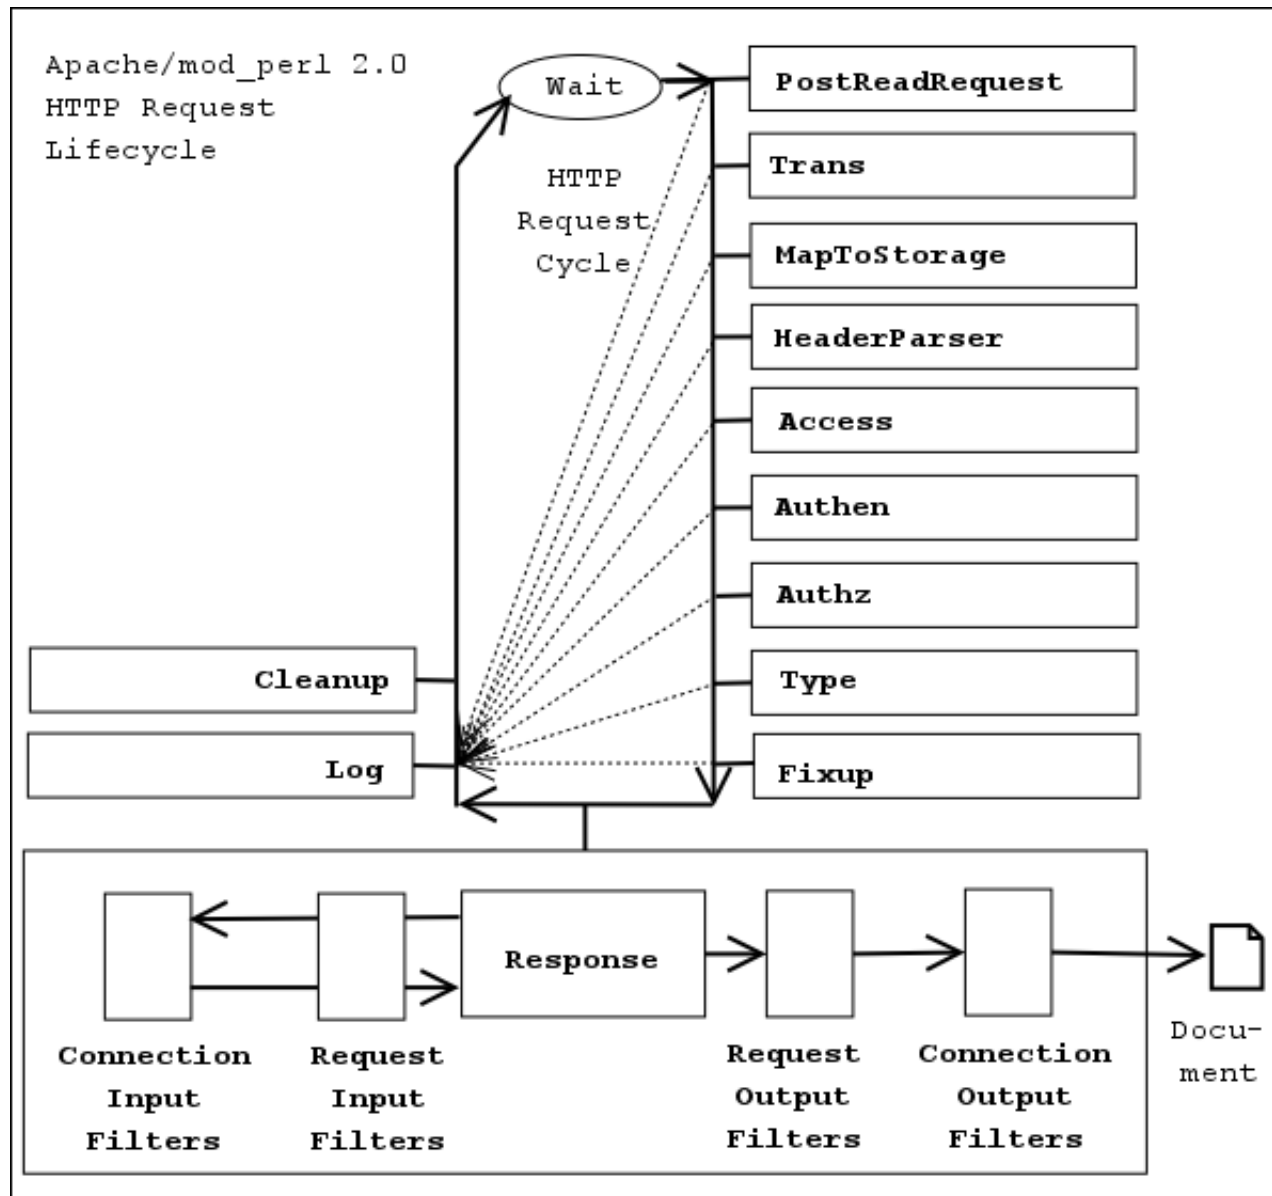 Apache/mod_perl 2.0
HTTP Request
Lifecycle
Wait
HTTP
Request
Cycle
PostReadRequest
Trans
MapToStorage
HeaderParser
Access
Authen
Authz
Type
Fixup
Cleanup
Log
Response
Connection
Input
Filters
Request
Input
Filters
Request
Output
Filters
Connection
Output
Filters
Docu-
ment